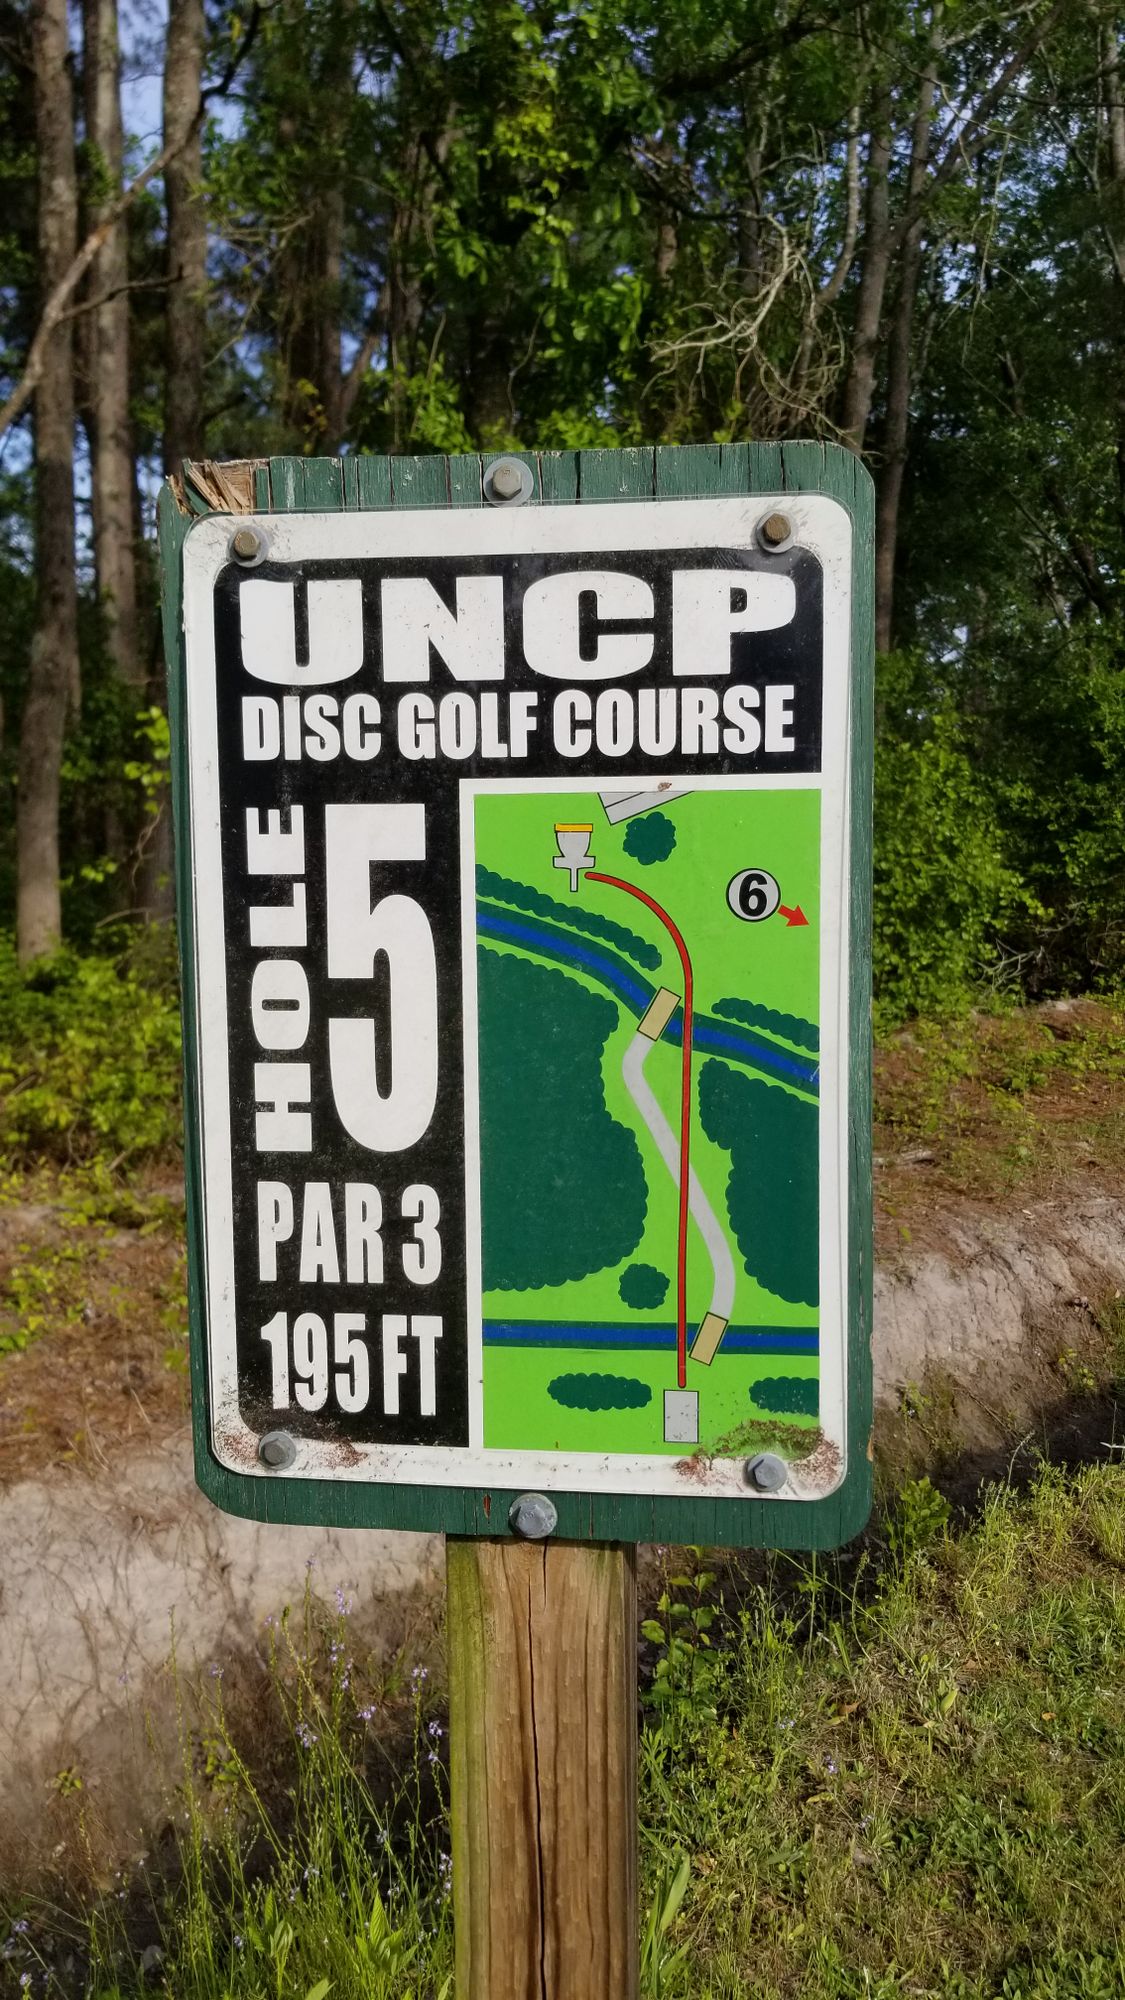 UNCP
DISC GOLF COURSE
HOLE 5
PAR 3
195 FT
6